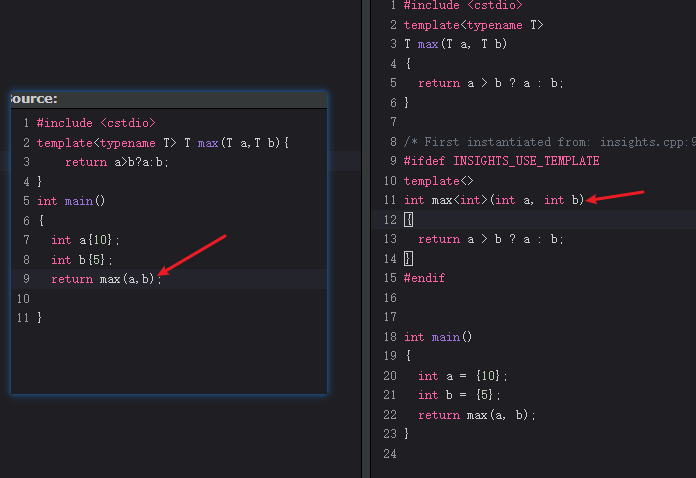 Source:
1 #include <cstdio>
2 template<typename T> T max(T a,T b){
3 return a>b?a:b;
4 }
5 int main()
6 {
7 int a{10};
8 int b{5};
9 return max(a,b);
10
11 }
1 #include <cstdio>
2 template<typename T>
3 T max(T a, T b)
4 {
5 return a > b ? a : b;
6 }
7
8 /* First instantiated from: insights.cpp:9
9 #ifdef INSIGHTS_USE_TEMPLATE
10 template<>
11 int max<int>(int a, int b)
12 {
13 return a > b ? a : b;
14 }
15 #endif
16
17
18 int main()
19 {
20 int a = {10};
21 int b = {5};
22 return max(a, b);
23 }
24